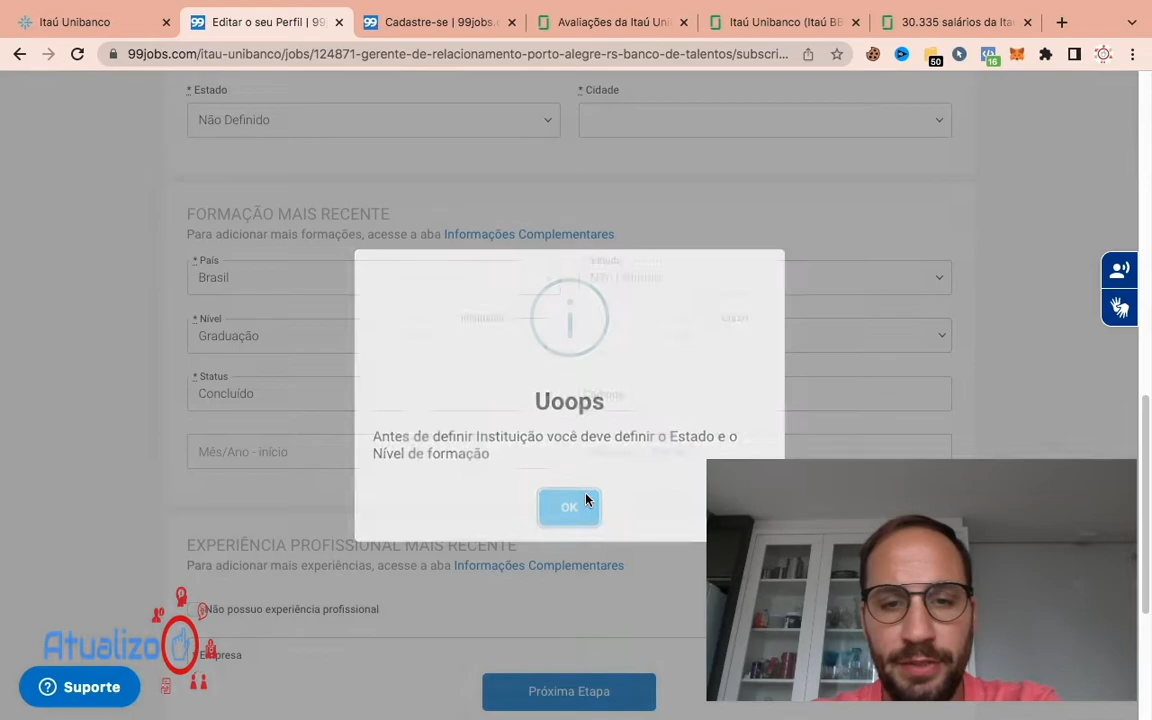 Itaú Unibanco
Editar o seu Perfil | 99
Cadastre-se | 99jobs.c
Avaliações da Itaú Uni
Itaú Unibanco (Itaú BB
30.335 salários da Ita
99jobs.com/itau-unibanco/jobs/124871-gerente-de-relacionamento-porto-alegre-rs-banco-de-talentos/subscri...
50
16
* Estado
* Cidade
Não Definido
FORMAÇÃO MAIS RECENTE
Para adicionar mais formações, acesse a aba Informações Complementares
* País
Brasil
* Nível
Graduação
* Status
Concluído
Mês/Ano - início
Uoops
Antes de definir Instituição você deve definir o Estado e o
Nível de formação
OK
EXPERIÊNCIA PROFISSIONAL MAIS RECENTE
Para adicionar mais experiências, acesse a aba Informações Complementares
Não possuo experiência profissional
Atualizo
Empresa
Suporte
Próxima Etapa